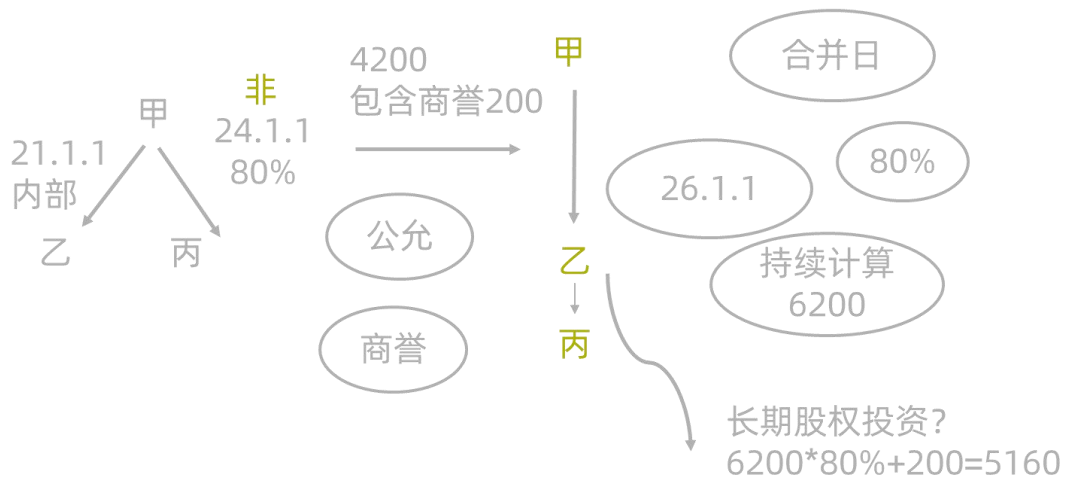 甲
21.1.1
内部
乙
丙
非
24.1.1
80%
4200
包含商誉200
公允
商誉
甲
乙
丙
合并日
80%
26.1.1
持续计算
6200
长期股权投资？
6200*80%+200=5160